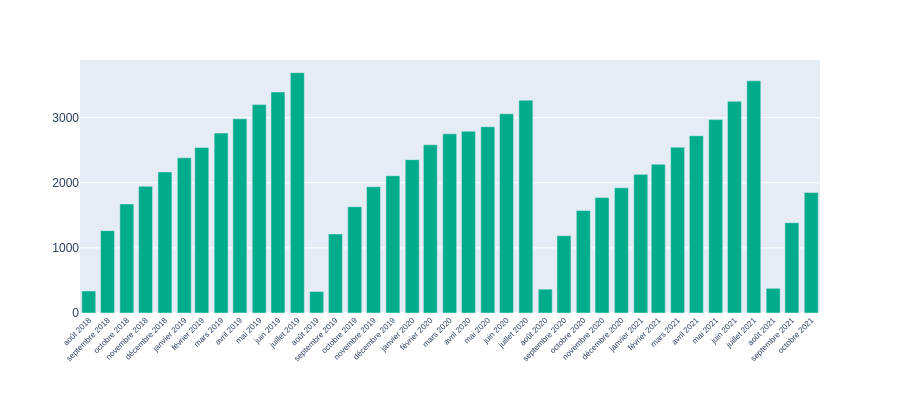 3000
2000
1000
0
août 2018
septembre 2018
octobre 2018
novembre 2018
décembre 2018
janvier 2019
février 2019
mars 2019
avril 2019
mai 2019
juin 2019
juillet 2019
août 2019
septembre 2019
octobre 2019
novembre 2019
décembre 2019
janvier 2020
février 2020
mars 2020
avril 2020
mai 2020
juin 2020
juillet 2020
août 2020
septembre 2020
octobre 2020
novembre 2020
décembre 2020
janvier 2021
février 2021
mars 2021
avril 2021
mai 2021
juin 2021
juillet 2021
août 2021
septembre 2021
octobre 2021